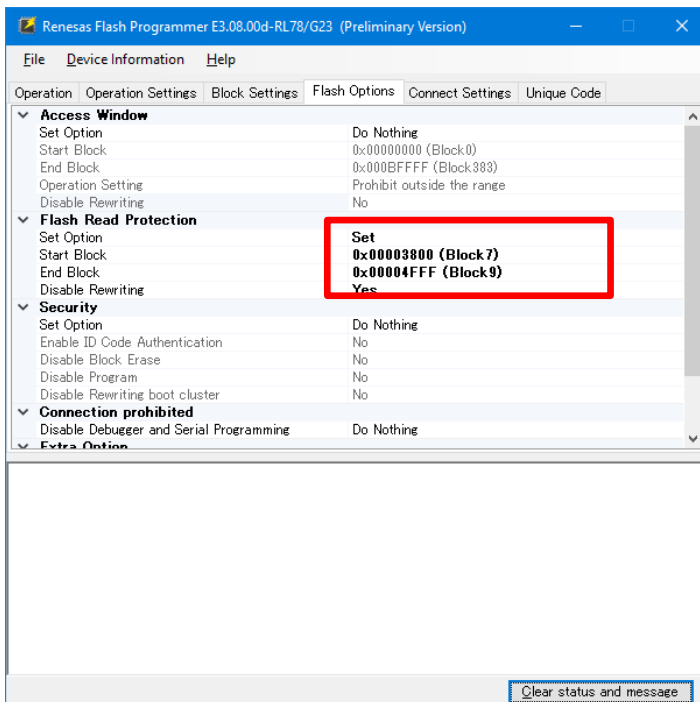 Renesas Flash Programmer E3.08.00d-RL78/G23 (Preliminary Version)
File Device Information Help
Operation Operation Settings Block Settings Flash Options Connect Settings Unique Code
Access Window
Set Option Do Nothing
Start Block 0x00000000 (Block0)
End Block 0x000BFFFF (Block383)
Operation Setting Prohibit outside the range
Disable Rewriting No
Flash Read Protection
Set Option Set
Start Block 0x00003800 (Block7)
End Block 0x00004FFF (Block9)
Disable Rewriting Yes
Security
Set Option Do Nothing
Enable ID Code Authentication No
Disable Block Erase No
Disable Program No
Disable Rewriting boot cluster No
Connection prohibited
Disable Debugger and Serial Programming Do Nothing
Extra Option
Clear status and message